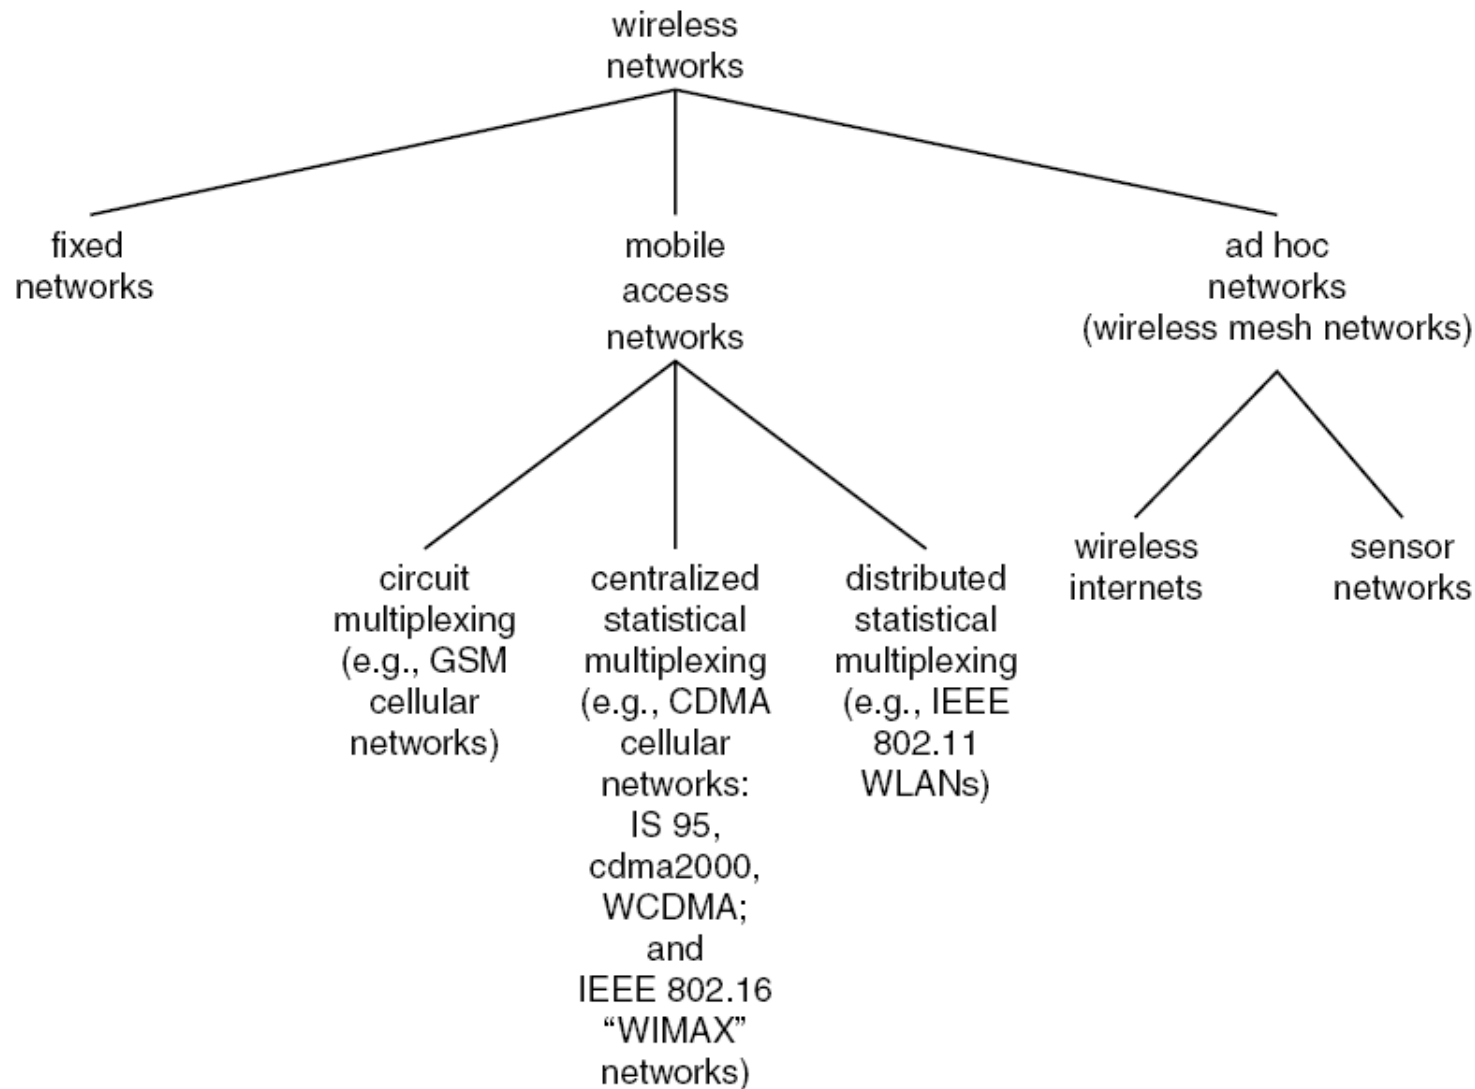 wireless
networks
fixed
networks
mobile
access
networks
ad hoc
networks
(wireless mesh networks)
circuit
multiplexing
(e.g., GSM
cellular
networks)
centralized
statistical
multiplexing
(e.g., CDMA
cellular
networks:
IS 95,
cdma2000,
WCDMA;
and
IEEE 802.16
“WIMAX”
networks)
distributed
statistical
multiplexing
(e.g., IEEE
802.11
WLANs)
wireless
internets
sensor
networks